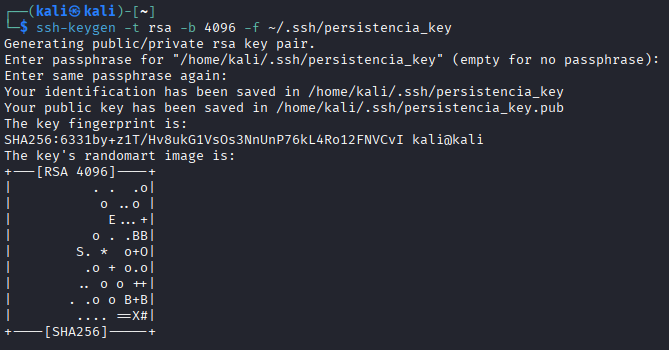 ┌──(kali㉿kali)-[~]
└─$ ssh-keygen -t rsa -b 4096 -f ~/.ssh/persistencia_key
Generating public/private rsa key pair.
Enter passphrase for "/home/kali/.ssh/persistencia_key" (empty for no passphrase):
Enter same passphrase again:
Your identification has been saved in /home/kali/.ssh/persistencia_key
Your public key has been saved in /home/kali/.ssh/persistencia_key.pub
The key fingerprint is:
SHA256:6331by+z1T/Hv8ukG1VsOs3NnUnP76kL4Ro12FNVCvI kali@kali
The key's randomart image is:
+---[RSA 4096]----+
|          . .  .o|
|           o ..o |
|            E...+|
|          o . .BB|
|        S. *  o+O|
|         .o + o.o|
|        .. o o ++|
|       . .o o B+B|
|        .... ==X#|
+----[SHA256]-----+